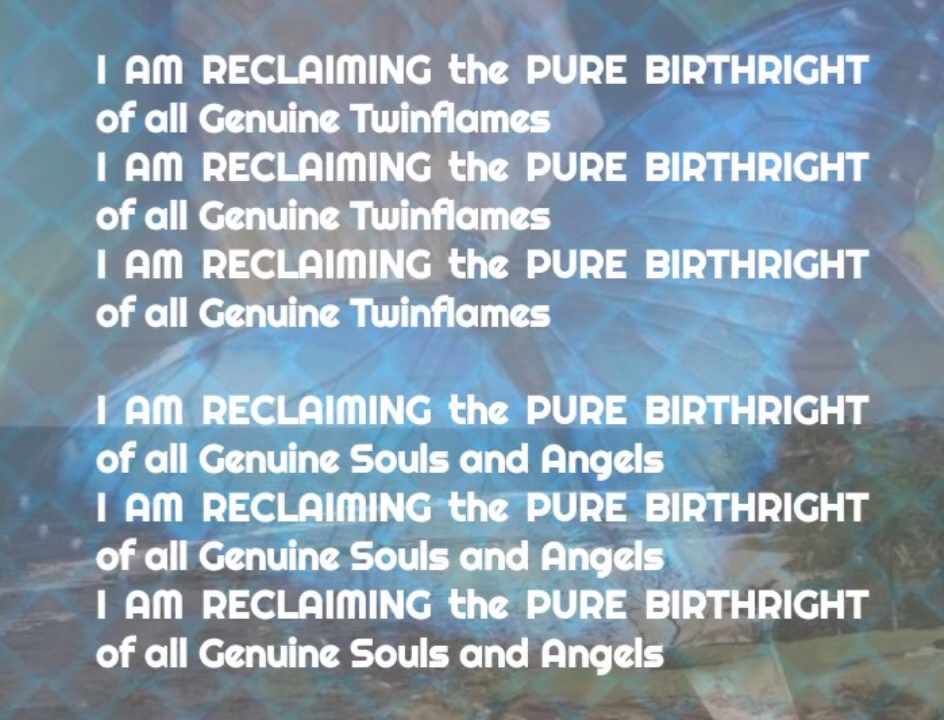 I AM RECLAIMING the PURE BIRTHRIGHT
of all Genuine Twinflames
I AM RECLAIMING the PURE BIRTHRIGHT
of all Genuine Twinflames
I AM RECLAIMING the PURE BIRTHRIGHT
of all Genuine Twinflames
I AM RECLAIMING the PURE BIRTHRIGHT
of all Genuine Souls and Angels
I AM RECLAIMING the PURE BIRTHRIGHT
of all Genuine Souls and Angels
I AM RECLAIMING the PURE BIRTHRIGHT
of all Genuine Souls and Angels